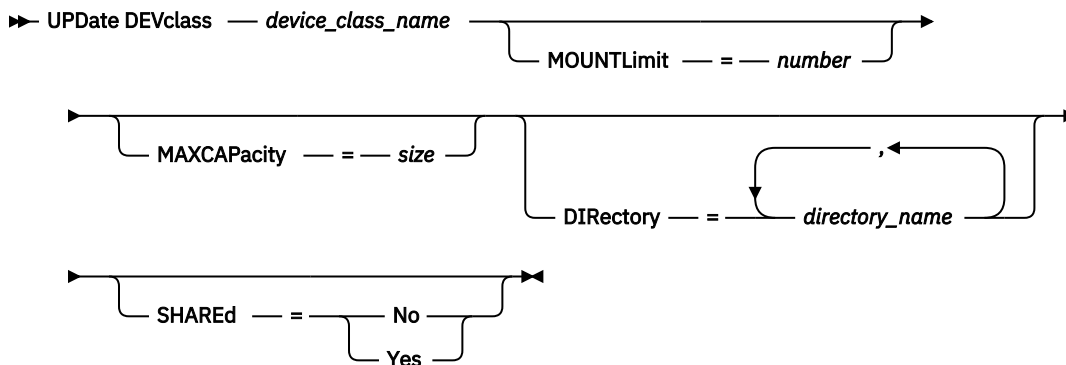 UPDate DEVclass — device_class_name
MOUNTLimit — = — number
MAXCAPacity — = — size
,
DIRectory — = directory_name
SHAREd — = No
Yes